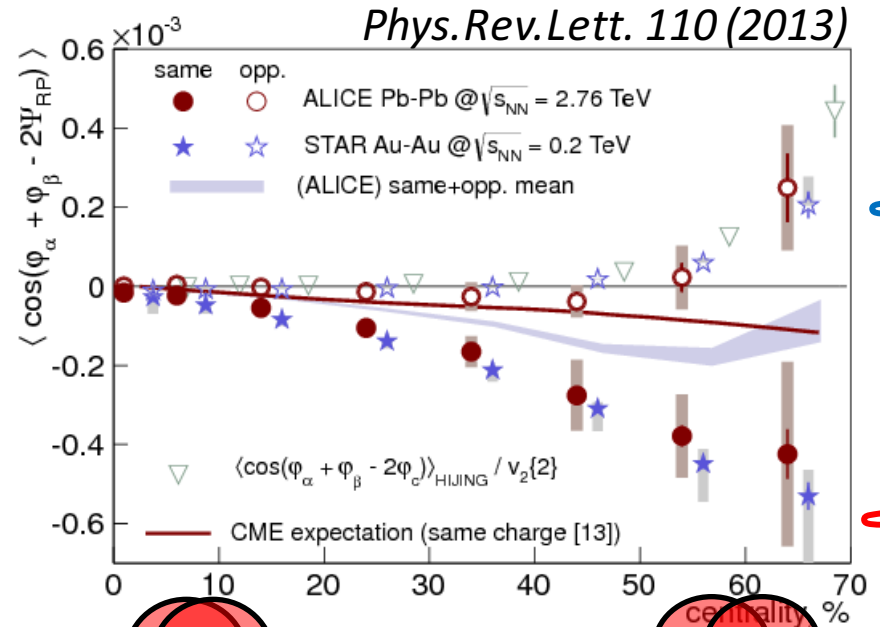 Phys.Rev.Lett. 110 (2013)
×10⁻³
same opp.
ALICE Pb-Pb @√sNN = 2.76 TeV
STAR Au-Au @√sNN = 0.2 TeV
(ALICE) same+opp. mean
⟨cos(φα + φβ - 2φc)⟩HIJING / v2{2}
CME expectation (same charge [13])
⟨ cos(φα + φβ - 2ΨRP) ⟩
0.6
0.4
0.2
0
-0.2
-0.4
-0.6
0 10 20 30 40 50 60 70
centrality %